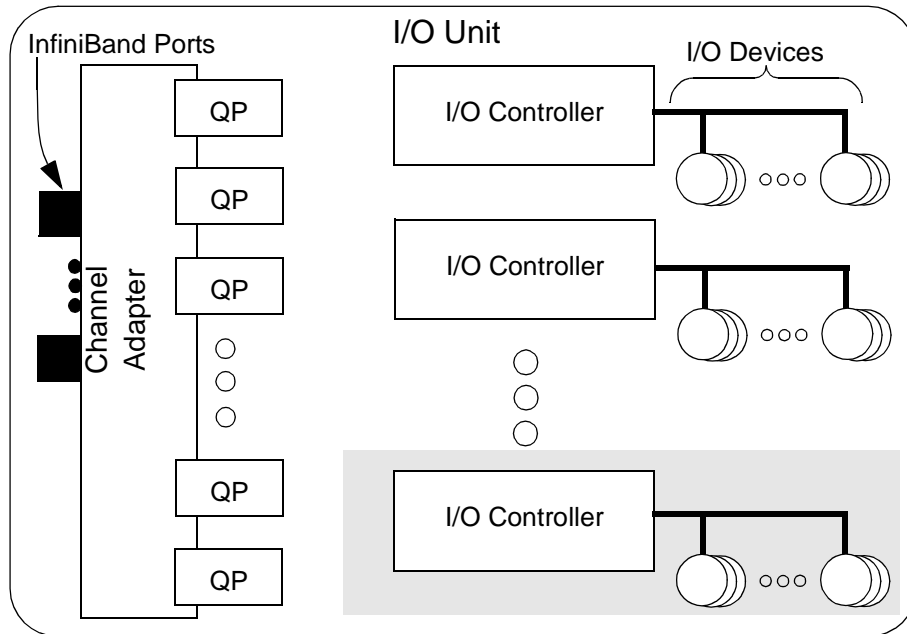 I/O Unit
InfiniBand Ports
I/O Devices
Channel
Adapter
QP
QP
QP
QP
QP
I/O Controller
I/O Controller
I/O Controller